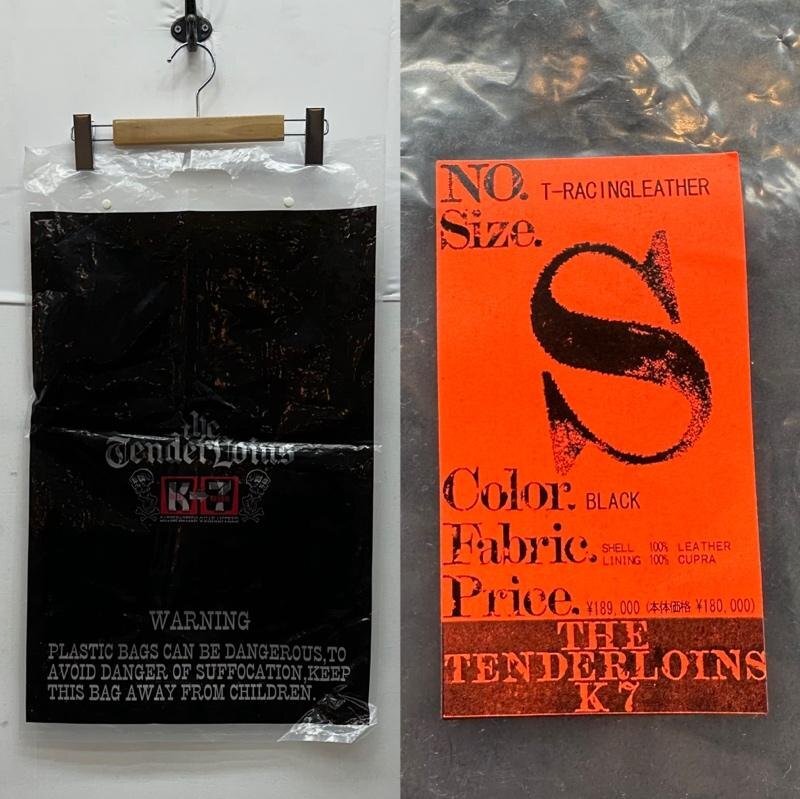 the
TenderLoins
K-7
SATISFACTION GUARANTEED
WARNING
PLASTIC BAGS CAN BE DANGEROUS,TO
AVOID DANGER OF SUFFOCATION,KEEP
THIS BAG AWAY FROM CHILDREN.
NO. T-RACINGLEATHER
Size.
S
Color. BLACK
Fabric. SHELL 100% LEATHER
LINING 100% CUPRA
Price. ¥189,000 (本体価格 ¥180,000)
THE
TENDERLOINS
K7